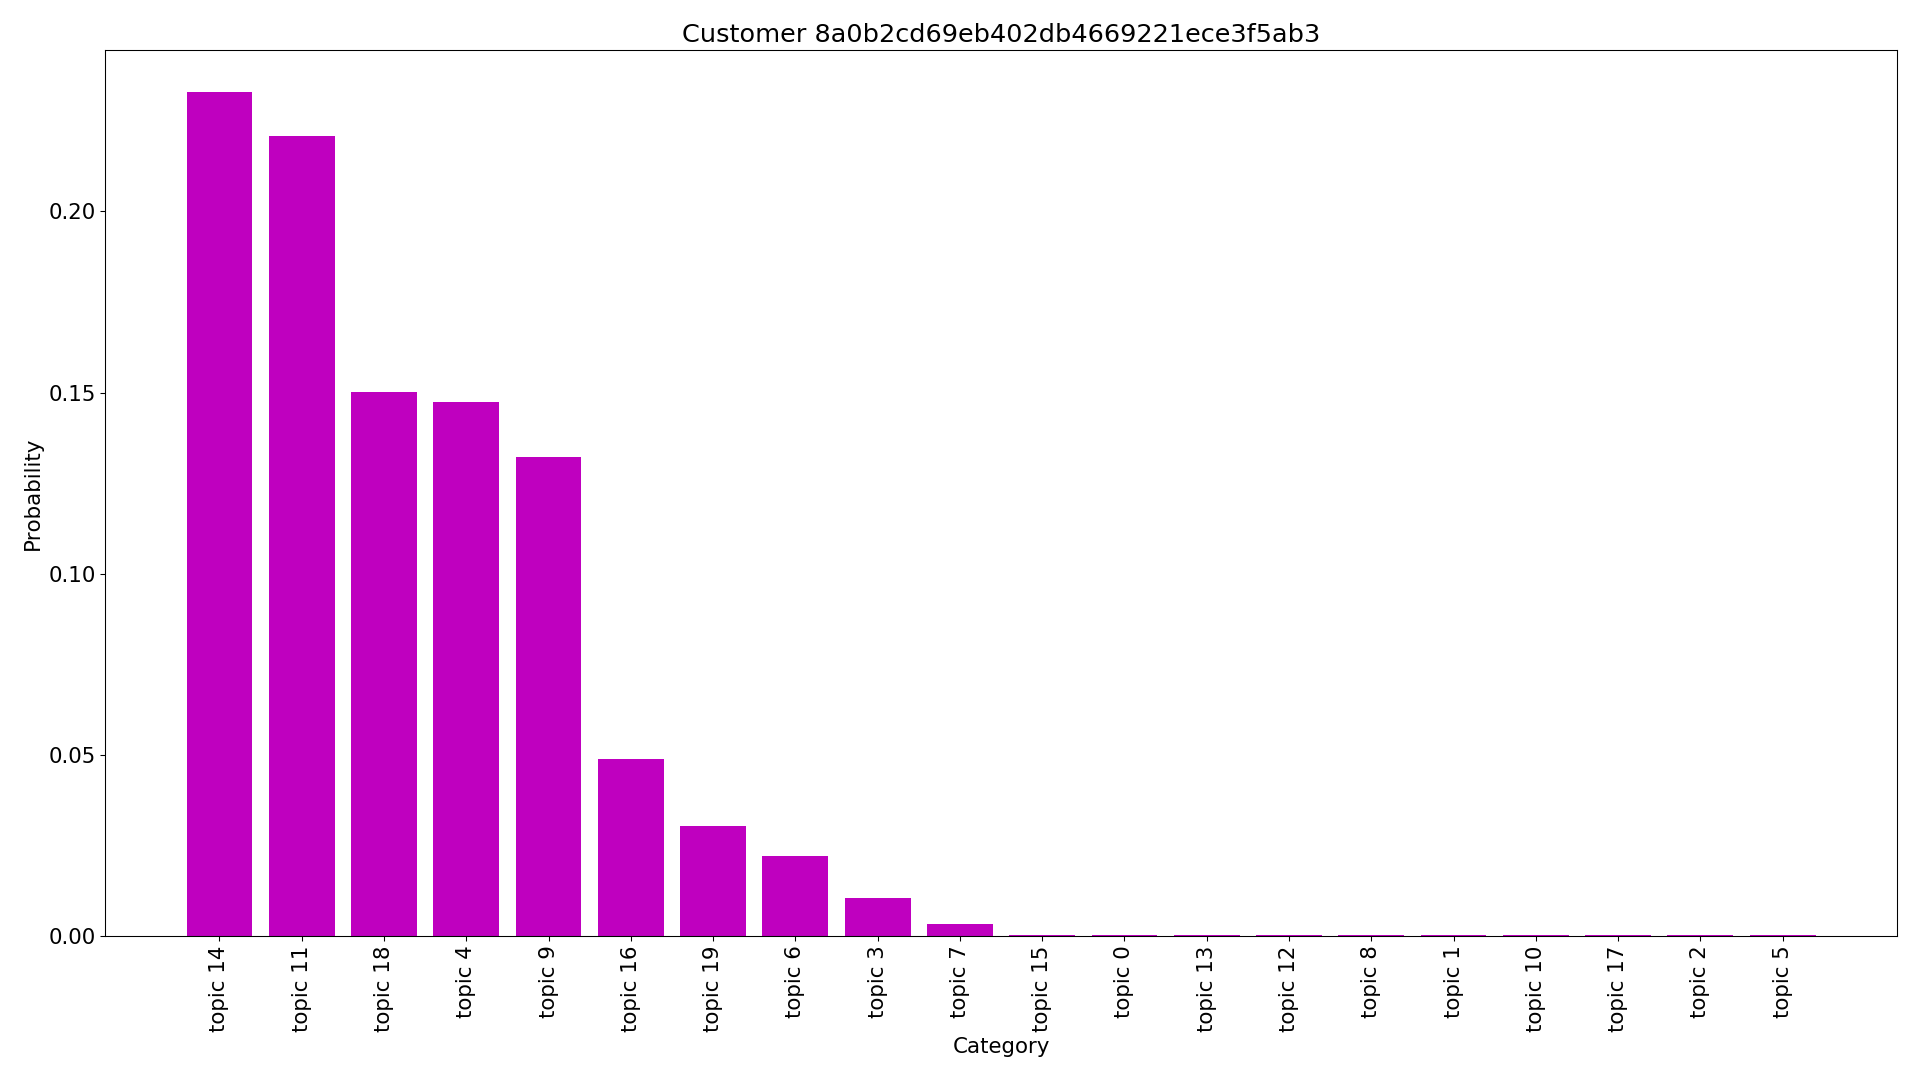 Customer 8a0b2cd69eb402db4669221ece3f5ab3
Probability
0.20
0.15
0.10
0.05
0.00
topic 14
topic 11
topic 18
topic 4
topic 9
topic 16
topic 19
topic 6
topic 3
topic 7
topic 15
topic 0
topic 13
topic 12
topic 8
topic 1
topic 10
topic 17
topic 2
topic 5
Category